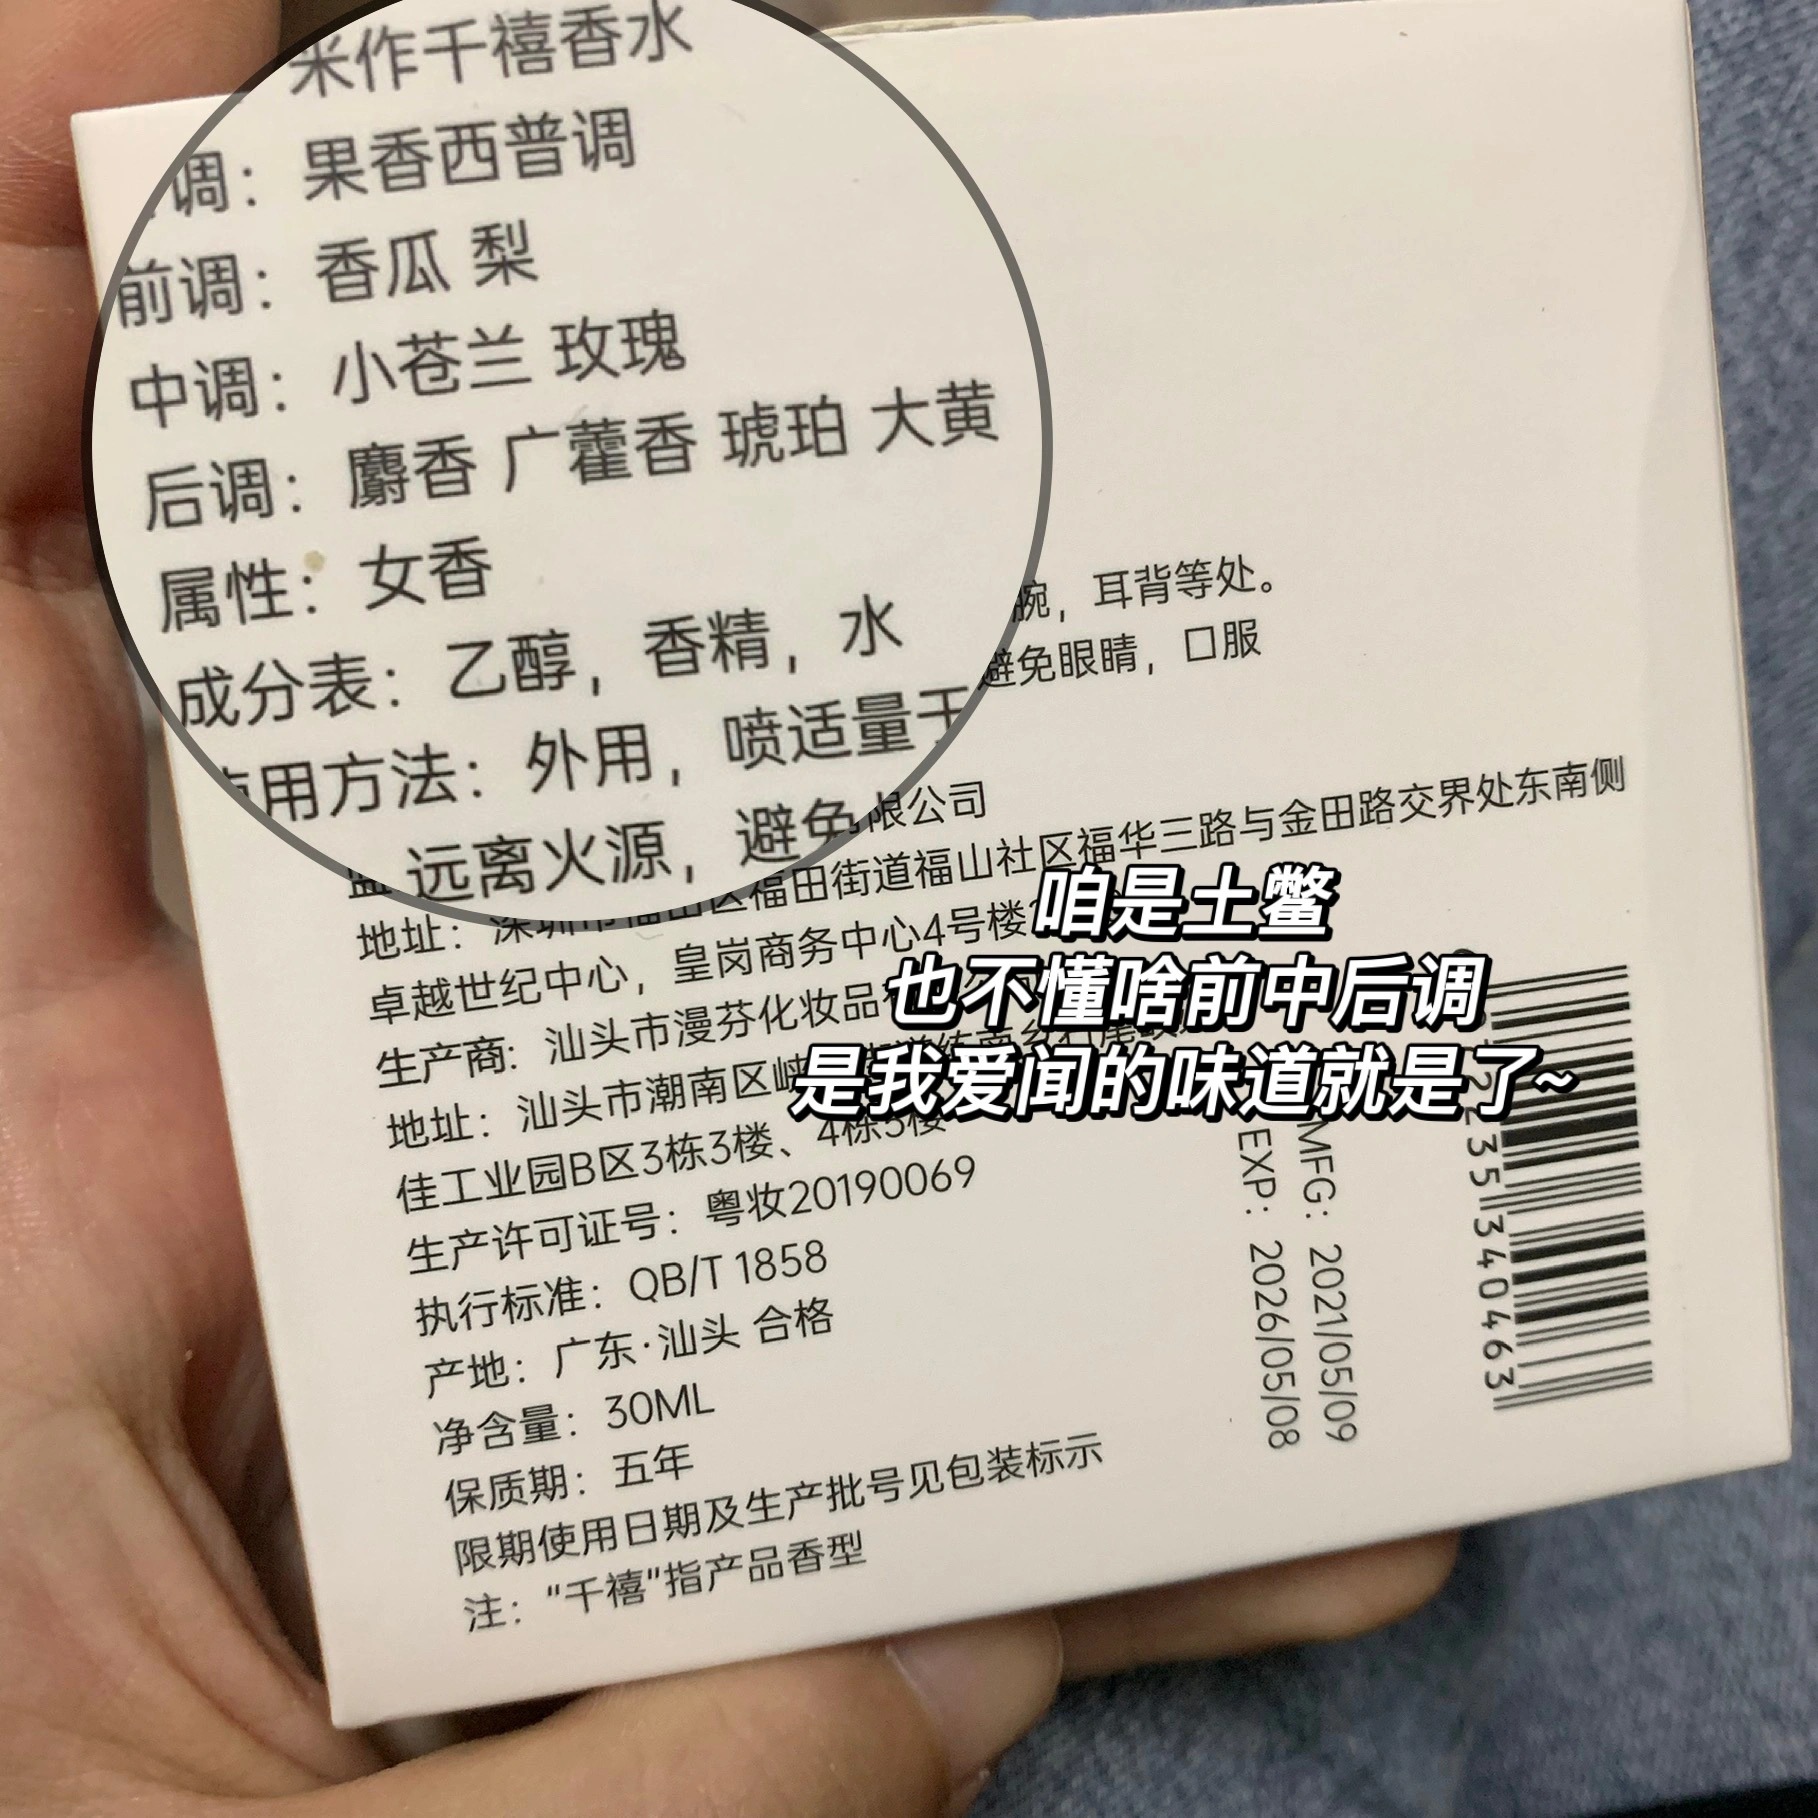 米作千禧香水
调：果香西普调
前调：香瓜 梨
中调：小苍兰 玫瑰
后调：麝香 广藿香 琥珀 大黄
属性：女香
成分表：乙醇，香精，水
使用方法：外用，喷适量于
腕，耳背等处。
远离火源，避免
避免眼睛，口服
限公司
地址：深圳市福田区福田街道福山社区福华三路与金田路交界处东南侧
卓越世纪中心，皇岗商务中心4号楼
生产商：汕头市漫芬化妆品有
地址：汕头市潮南区峡
佳工业园B区3栋3楼、4栋3楼
生产许可证号：粤妆20190069
执行标准：QB/T 1858
产地：广东·汕头 合格
净含量：30ML
保质期：五年
限期使用日期及生产批号见包装标示
注："千禧"指产品香型
咱是土鳖
也不懂啥前中后调
是我爱闻的味道就是了~
MFG：2021/05/09
EXP：2026/05/08
235 340463